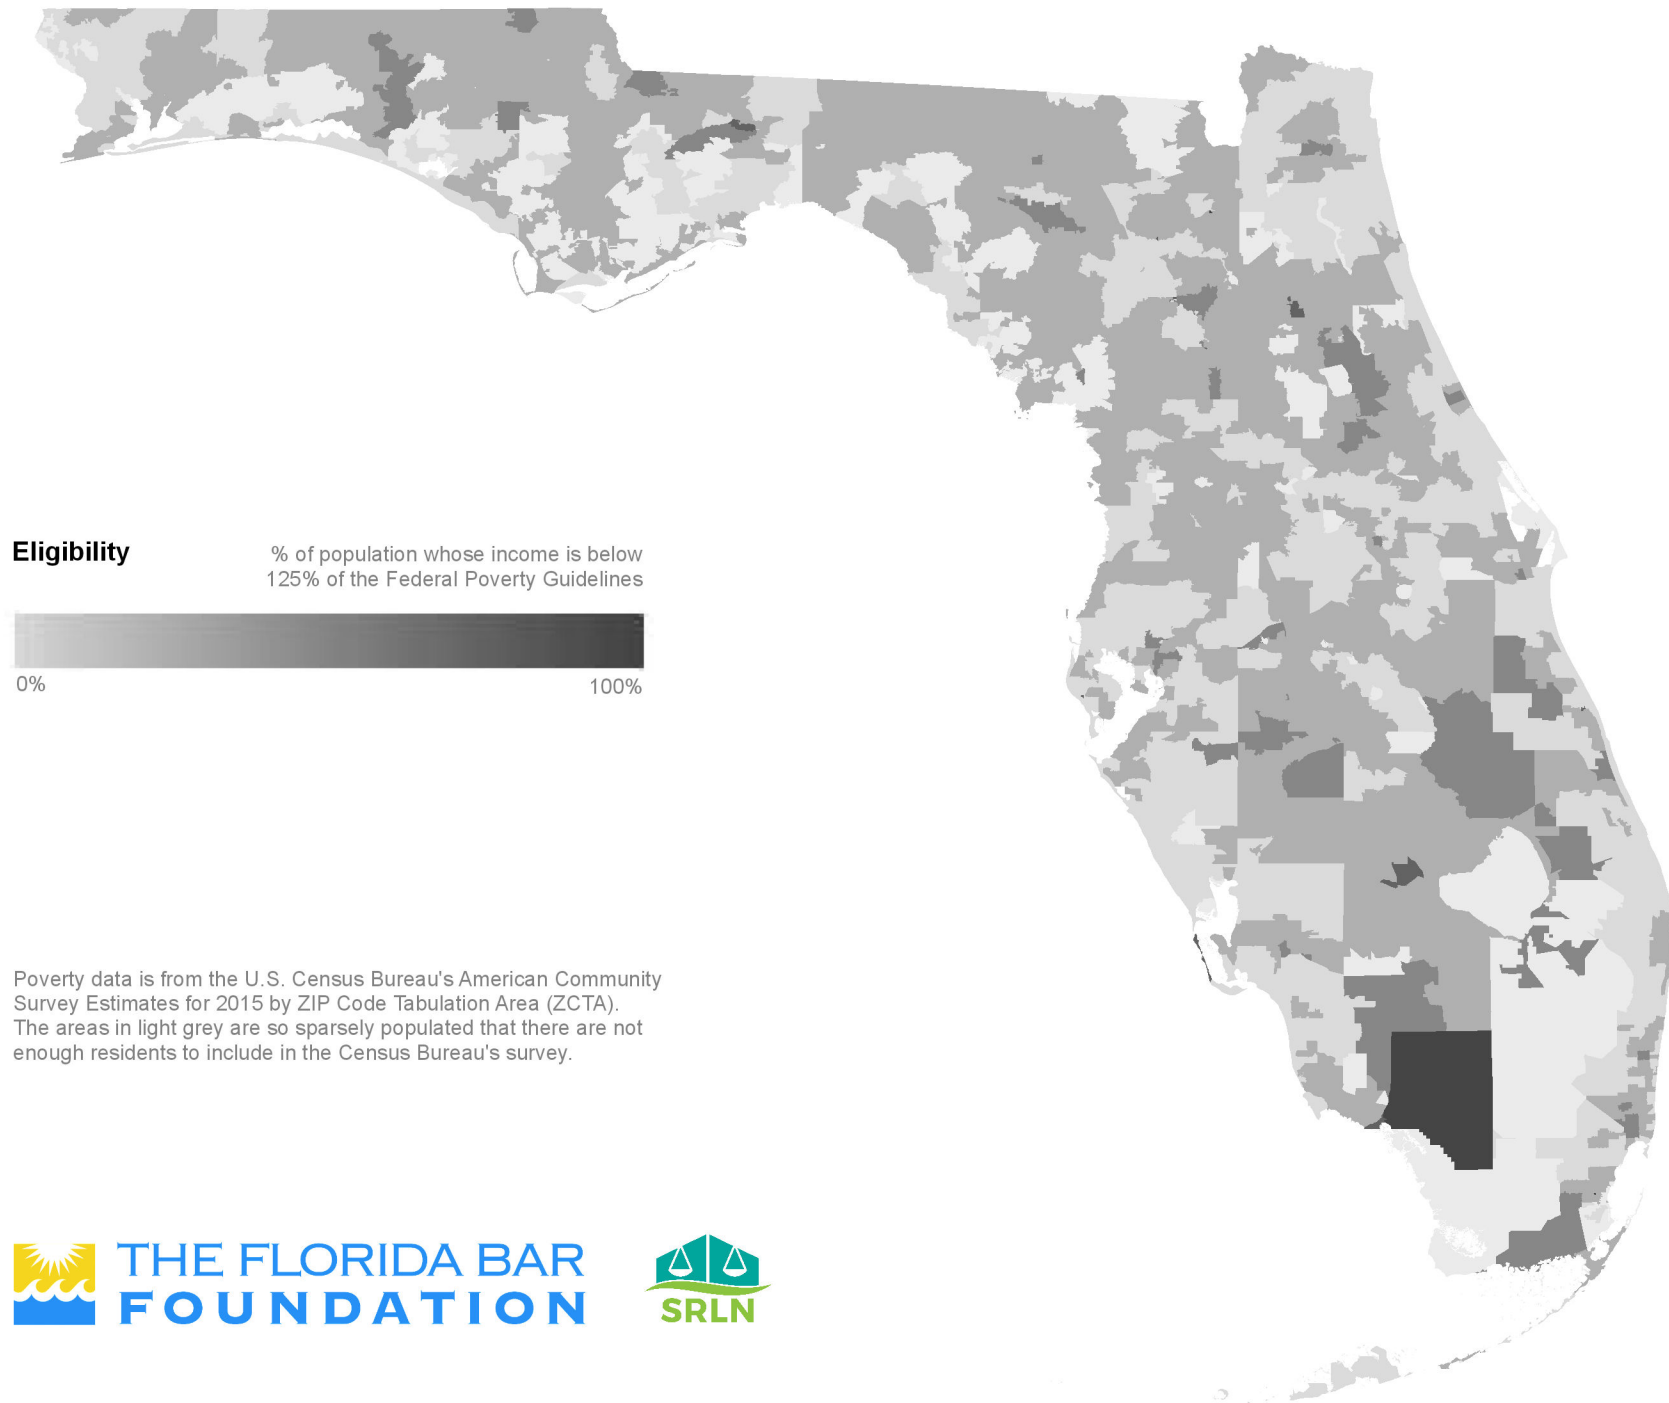 Eligibility
% of population whose income is below
125% of the Federal Poverty Guidelines
0%
100%
Poverty data is from the U.S. Census Bureau's American Community
Survey Estimates for 2015 by ZIP Code Tabulation Area (ZCTA).
The areas in light grey are so sparsely populated that there are not
enough residents to include in the Census Bureau's survey.
THE FLORIDA BAR
FOUNDATION
SRLN